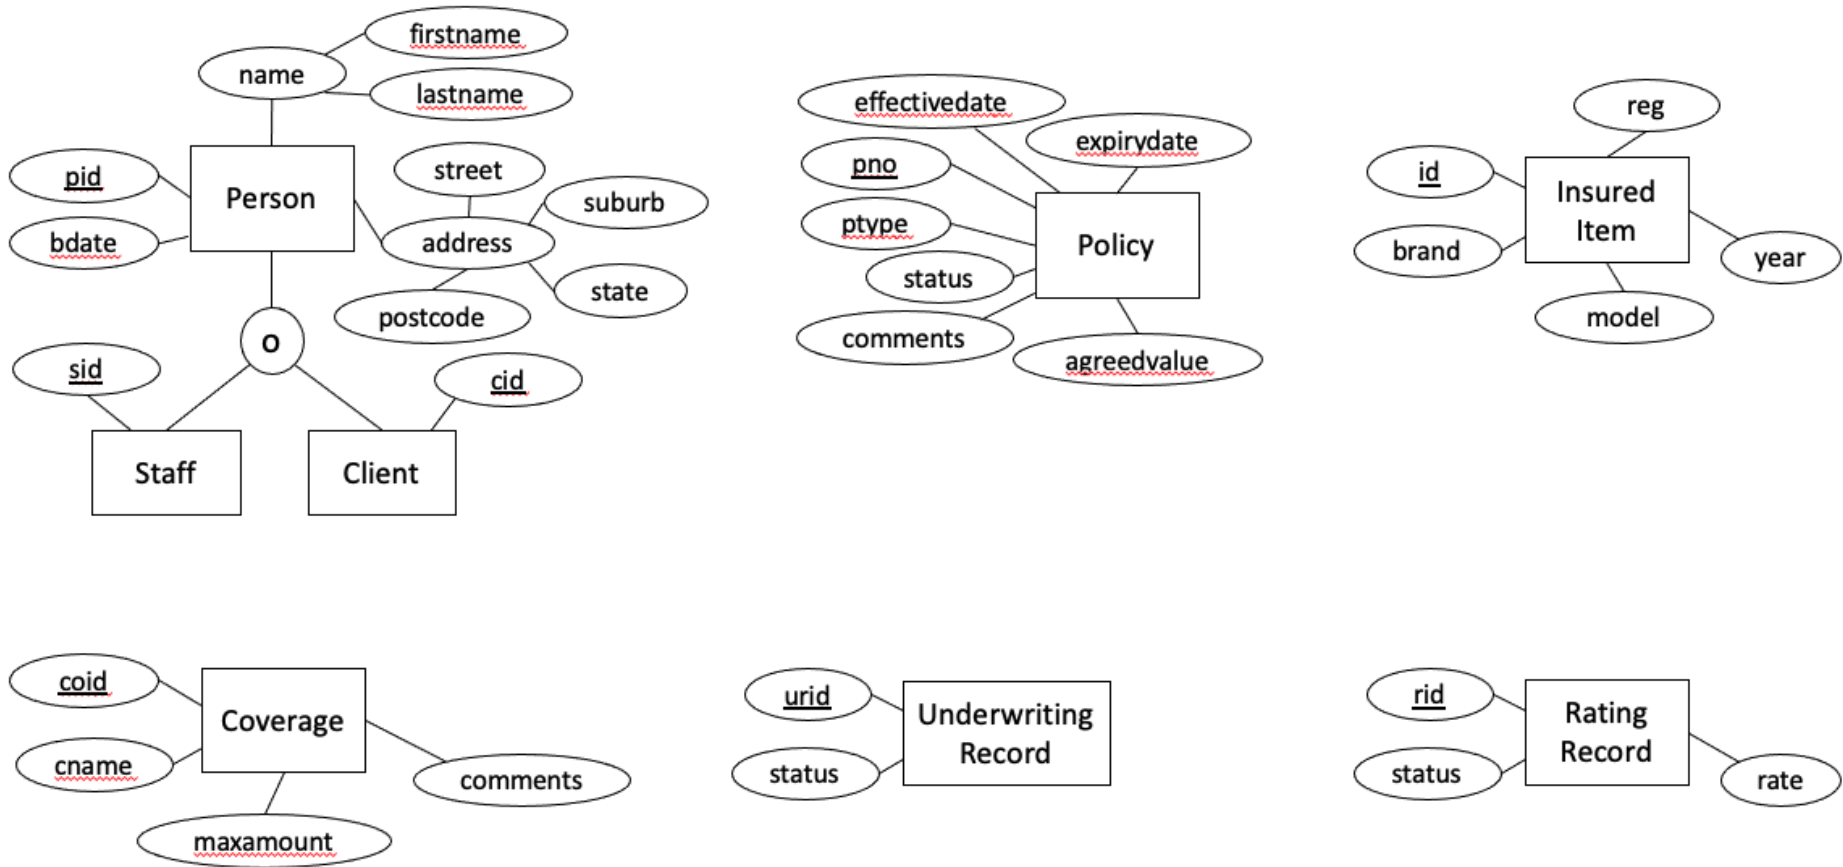 firstname
name
lastname
pid
Person
bdate
street
suburb
address
state
postcode
O
sid
cid
Staff
Client
effectivedate
expirydate
pno
ptype
Policy
status
comments
agreedvalue
reg
id
Insured
Item
brand
year
model
coid
Coverage
cname
comments
maxamount
urid
Underwriting
Record
status
rid
Rating
Record
status
rate